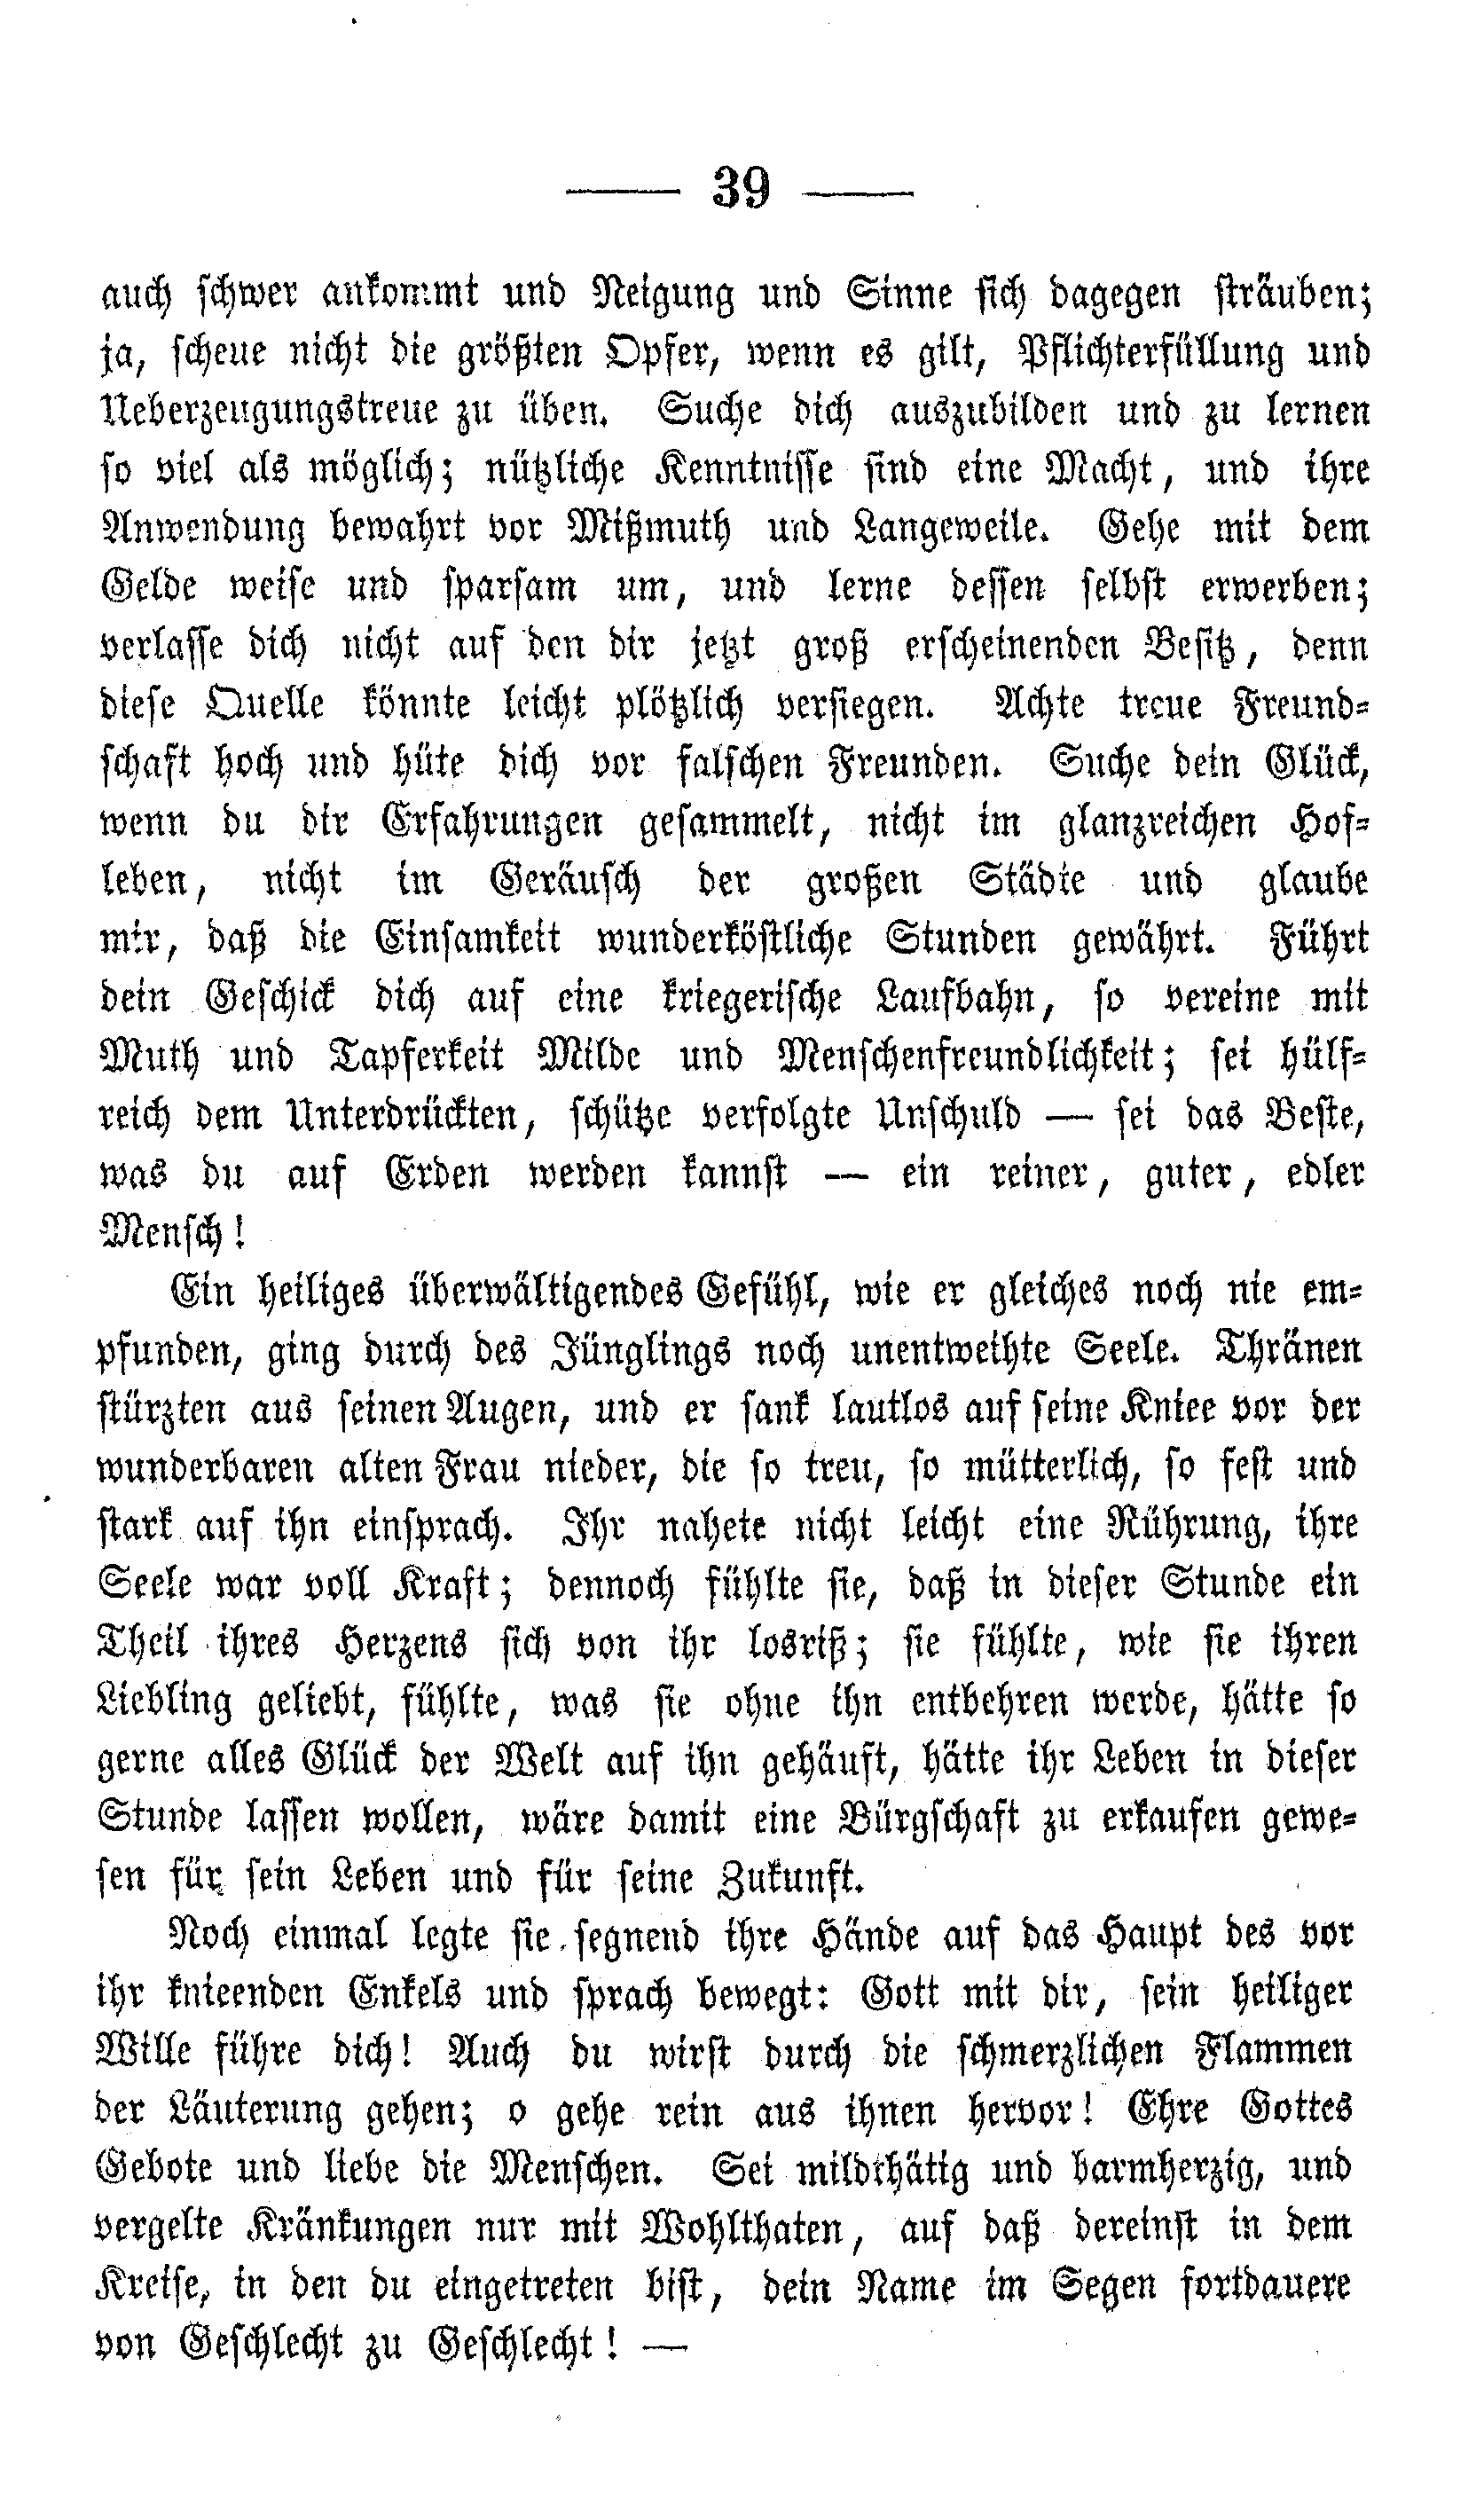 — 39 —
auch schwer ankommt und Neigung und Sinne sich dagegen sträuben;
ja, scheue nicht die größten Opfer, wenn es gilt, Pflichterfüllung und
Ueberzeugungstreue zu üben. Suche dich auszubilden und zu lernen
so viel als möglich; nützliche Kenntnisse sind eine Macht, und ihre
Anwendung bewahrt vor Mißmuth und Langeweile. Gehe mit dem
Gelde weise und sparsam um, und lerne dessen selbst erwerben;
verlasse dich nicht auf den dir jetzt groß erscheinenden Besitz, denn
diese Quelle könnte leicht plötzlich versiegen. Achte treue Freund-
schaft hoch und hüte dich vor falschen Freunden. Suche dein Glück,
wenn du dir Erfahrungen gesammelt, nicht im glanzreichen Hof-
leben, nicht im Geräusch der großen Städte und glaube
mir, daß die Einsamkeit wunderköstliche Stunden gewährt. Führt
dein Geschick dich auf eine kriegerische Laufbahn, so vereine mit
Muth und Tapferkeit Milde und Menschenfreundlichkeit; sei hülf-
reich dem Unterdrückten, schütze verfolgte Unschuld — sei das Beste,
was du auf Erden werden kannst — ein reiner, guter, edler
Mensch!
Ein heiliges überwältigendes Gefühl, wie er gleiches noch nie em-
pfunden, ging durch des Jünglings noch unentweihte Seele. Thränen
stürzten aus seinen Augen, und er sank lautlos auf seine Kniee vor der
wunderbaren alten Frau nieder, die so treu, so mütterlich, so fest und
stark auf ihn einsprach. Ihr nahete nicht leicht eine Rührung, ihre
Seele war voll Kraft; dennoch fühlte sie, daß in dieser Stunde ein
Theil ihres Herzens sich von ihr losriß; sie fühlte, wie sie ihren
Liebling geliebt, fühlte, was sie ohne ihn entbehren werde, hätte so
gerne alles Glück der Welt auf ihn gehäuft, hätte ihr Leben in dieser
Stunde lassen wollen, wäre damit eine Bürgschaft zu erkaufen gewe-
sen für sein Leben und für seine Zukunft.
Noch einmal legte sie segnend ihre Hände auf das Haupt des vor
ihr knieenden Enkels und sprach bewegt: Gott mit dir, sein heiliger
Wille führe dich! Auch du wirst durch die schmerzlichen Flammen
der Läuterung gehen; o gehe rein aus ihnen hervor! Ehre Gottes
Gebote und liebe die Menschen. Sei mildthätig und barmherzig, und
vergelte Kränkungen nur mit Wohlthaten, auf daß dereinst in dem
Kreise, in den du eingetreten bist, dein Name im Segen fortdauere
von Geschlecht zu Geschlecht! —